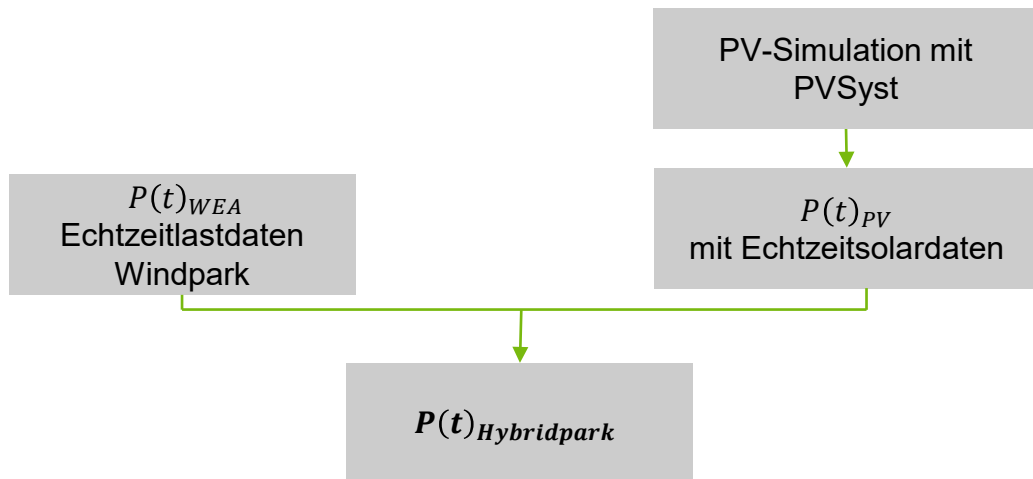 PV-Simulation mit
PVSyst
P(t)_{WEA}
Echtzeitlastdaten
Windpark
P(t)_{PV}
mit Echtzeitsolardaten
P(t)_{Hybridpark}